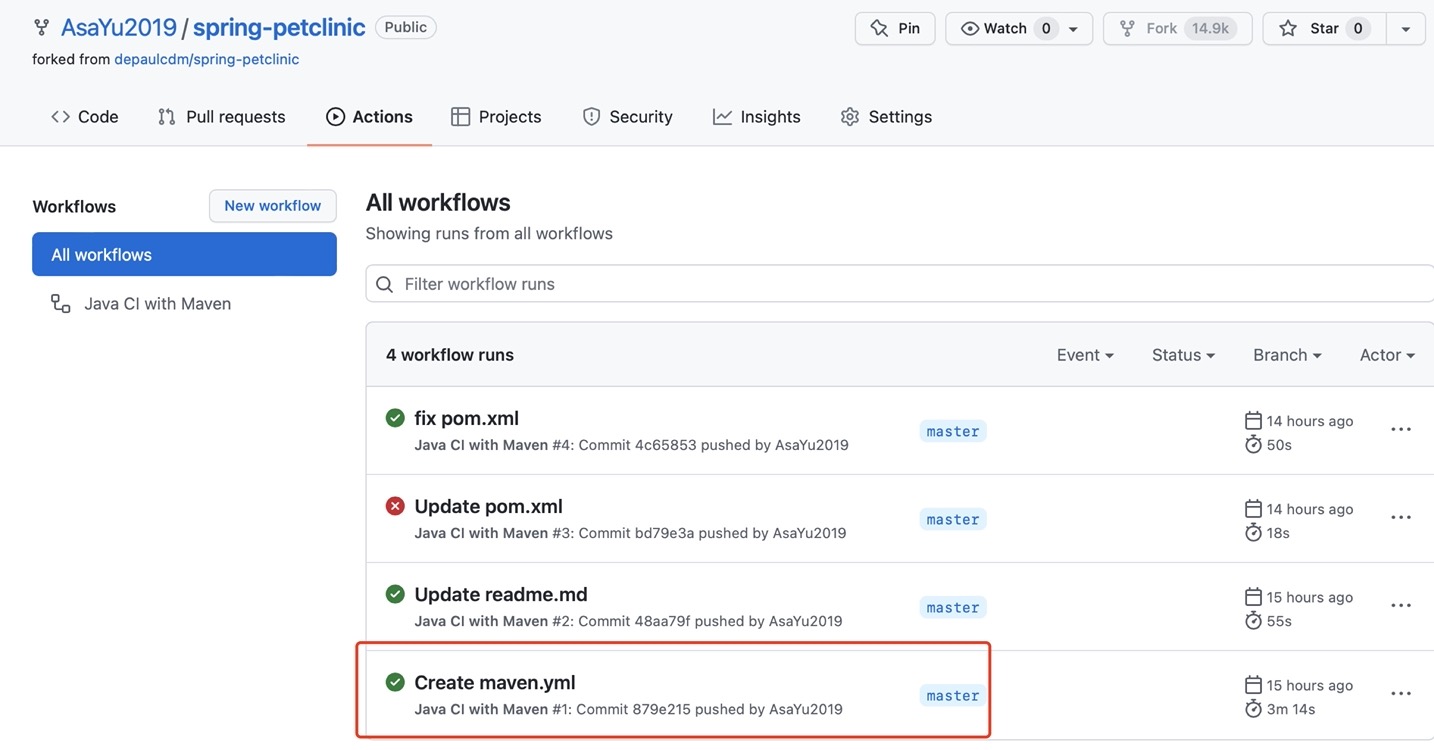 AsaYu2019 / spring-petclinic Public
Pin
Watch 0
Fork 14.9k
Star 0
forked from depaulcdm/spring-petclinic
Code
Pull requests
Actions
Projects
Security
Insights
Settings
Workflows
New workflow
All workflows
Java CI with Maven
All workflows
Showing runs from all workflows
Filter workflow runs
4 workflow runs
Event
Status
Branch
Actor
fix pom.xml
Java CI with Maven #4: Commit 4c65853 pushed by AsaYu2019
master
14 hours ago
50s
Update pom.xml
Java CI with Maven #3: Commit bd79e3a pushed by AsaYu2019
master
14 hours ago
18s
Update readme.md
Java CI with Maven #2: Commit 48aa79f pushed by AsaYu2019
master
15 hours ago
55s
Create maven.yml
Java CI with Maven #1: Commit 879e215 pushed by AsaYu2019
master
15 hours ago
3m 14s